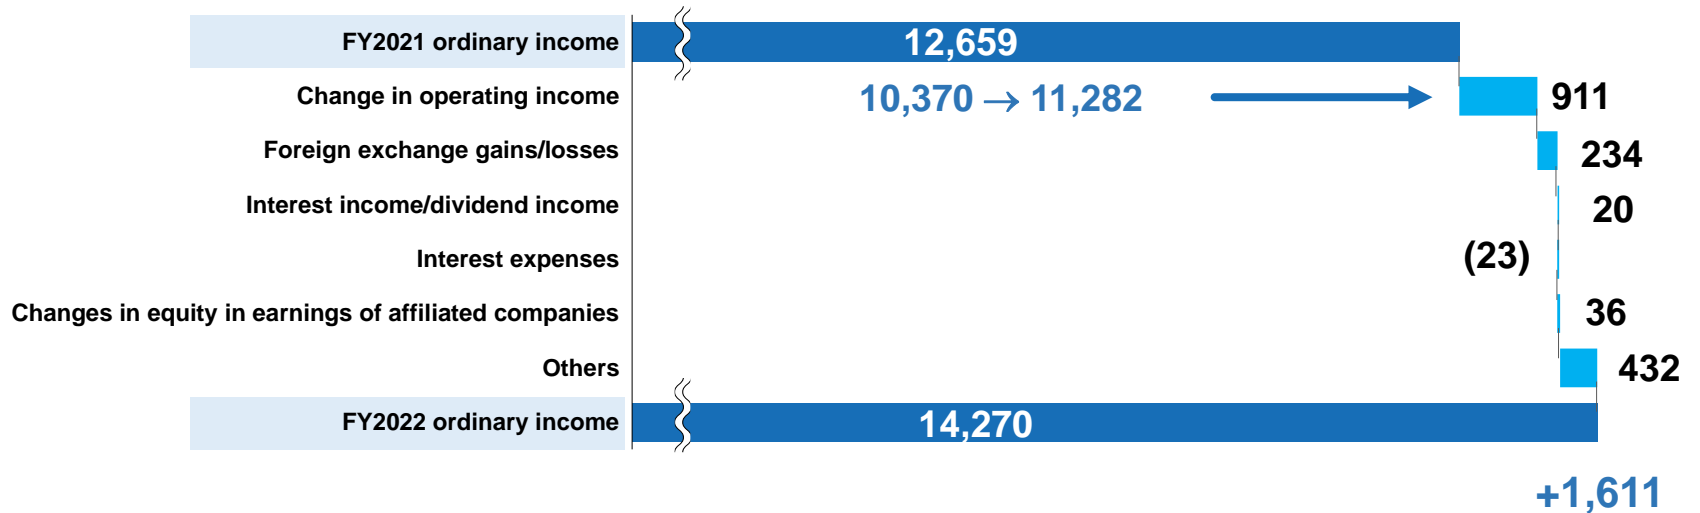 FY2021 ordinary income 12,659
Change in operating income 10,370 → 11,282 911
Foreign exchange gains/losses 234
Interest income/dividend income 20
Interest expenses (23)
Changes in equity in earnings of affiliated companies 36
Others 432
FY2022 ordinary income 14,270
+1,611